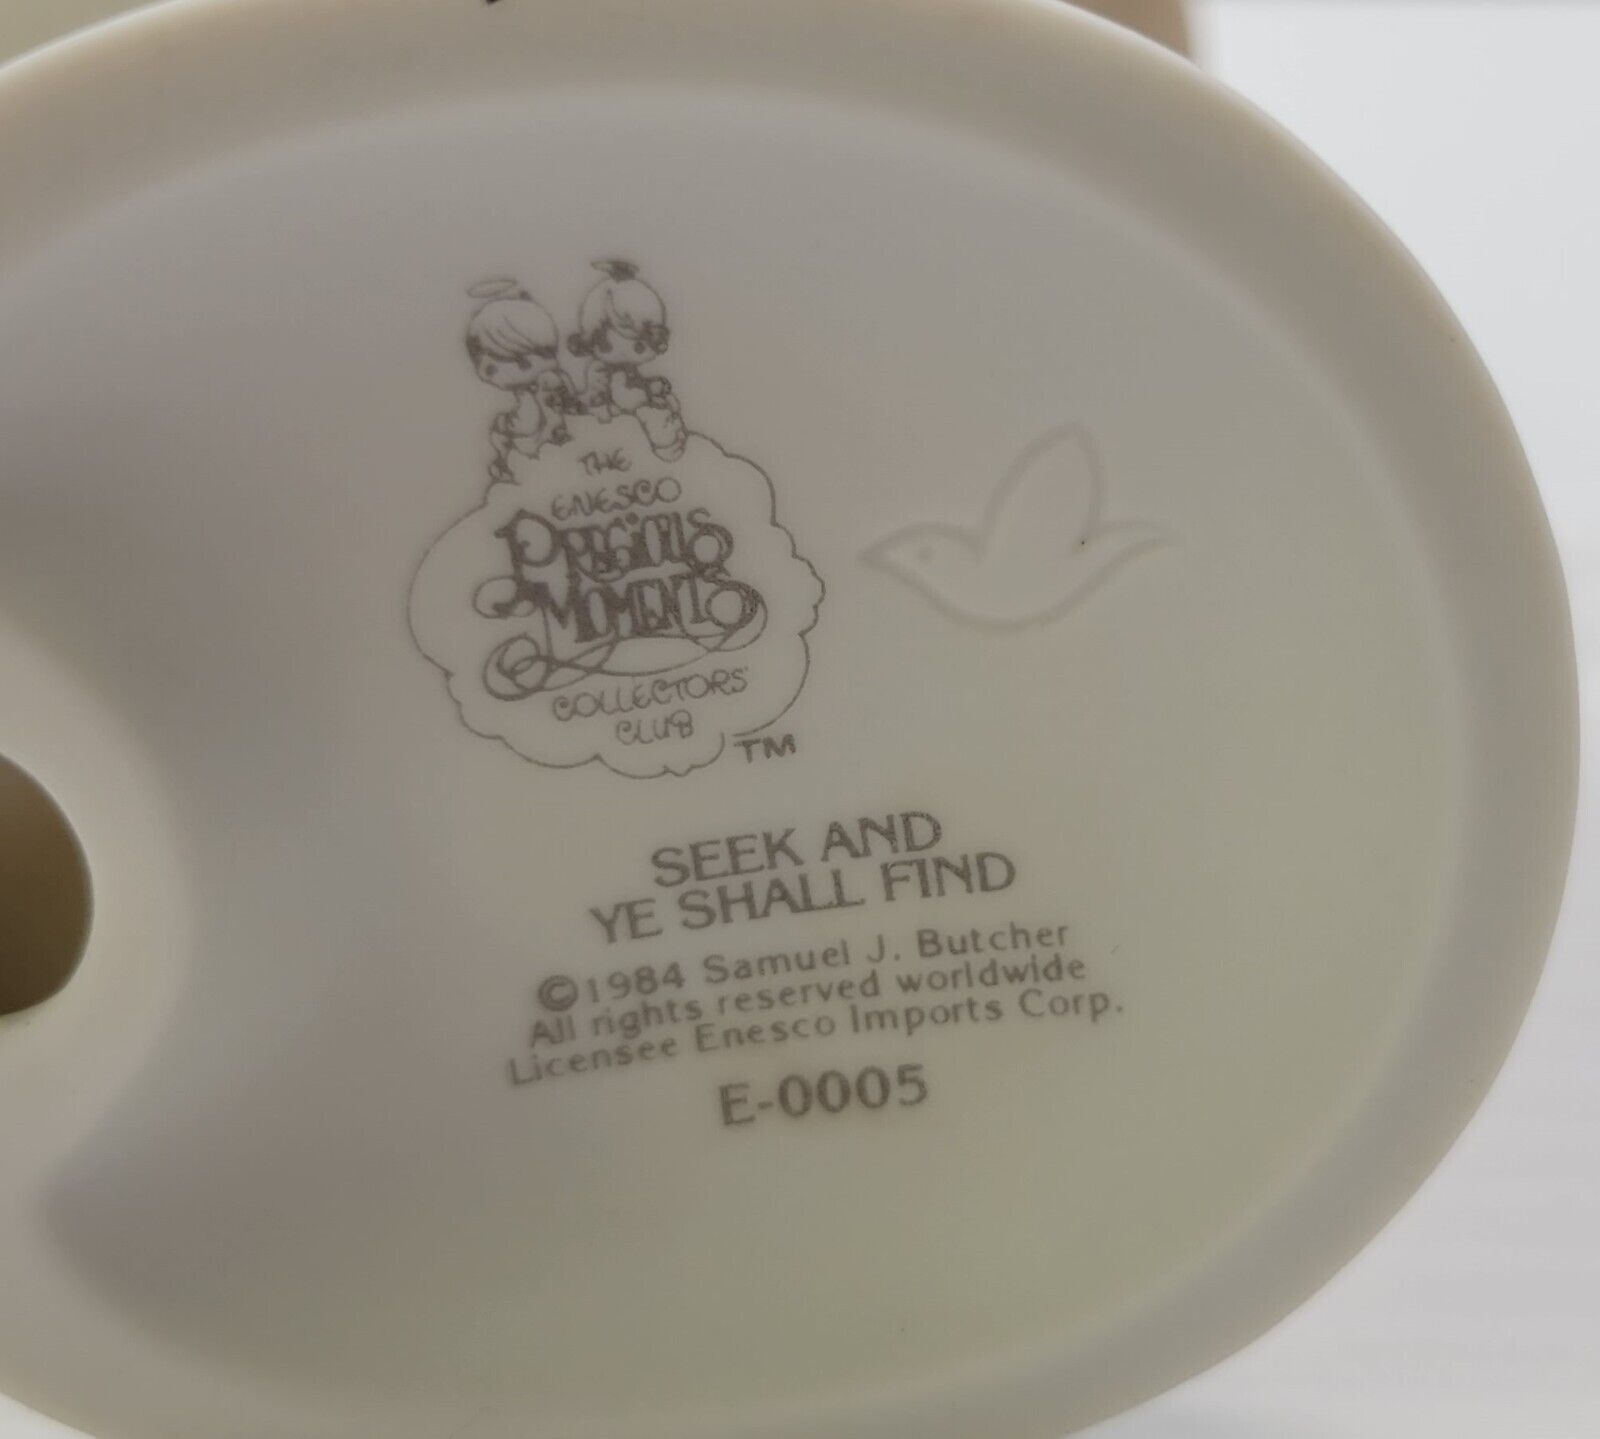 THE
ENESCO
PRECIOUS
MOMENTS
COLLECTORS'
CLUB
TM
SEEK AND
YE SHALL FIND
©1984 Samuel J. Butcher
All rights reserved worldwide
Licensee Enesco Imports Corp.
E-0005